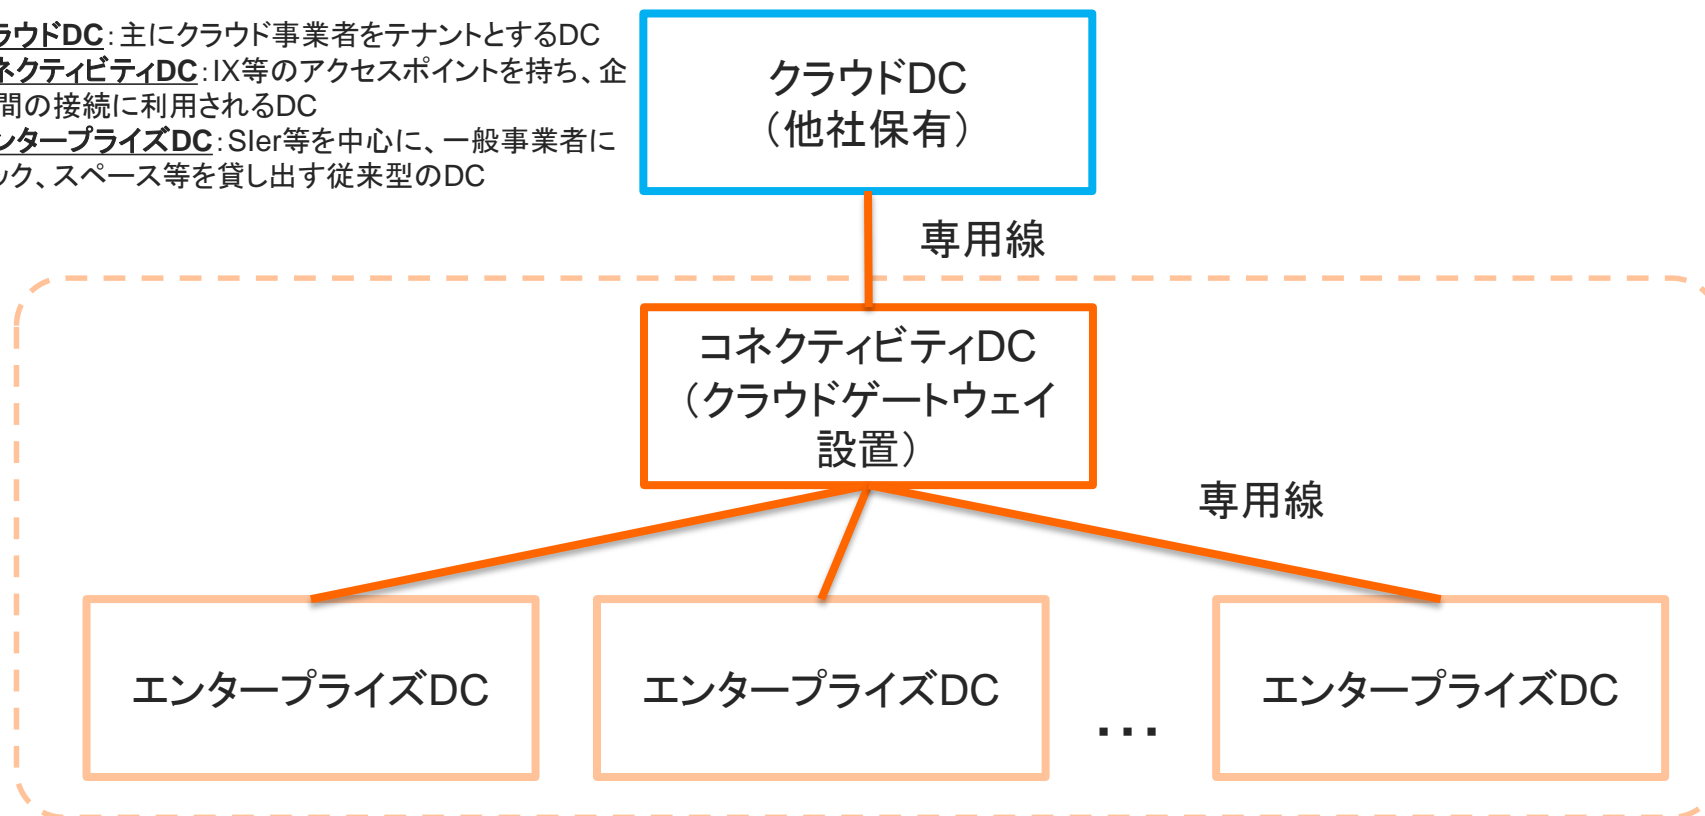 ラウドDC：主にクラウド事業者をテナントとするDC
ネクティビティDC：IX等のアクセスポイントを持ち、企
間の接続に利用されるDC
ンタープライズDC：SIer等を中心に、一般事業者に
ック、スペース等を貸し出す従来型のDC
クラウドDC
（他社保有）
専用線
コネクティビティDC
（クラウドゲートウェイ
設置）
専用線
エンタープライズDC
エンタープライズDC
...
エンタープライズDC